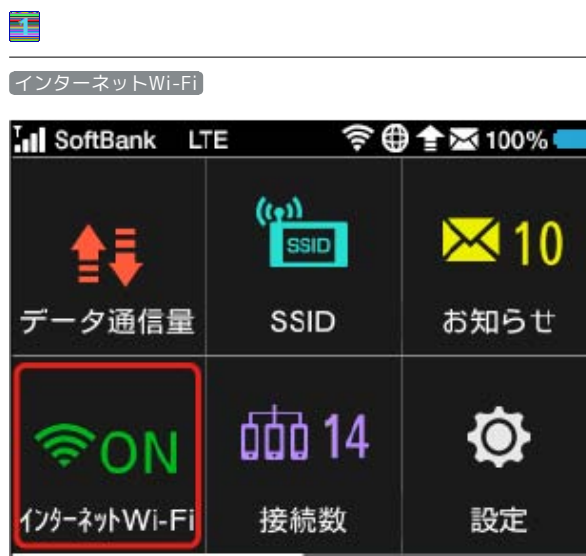 1
インターネットWi-Fi
SoftBank LTE 100%
SSID
10
データ通信量 SSID お知らせ
ON 14
インターネットWi-Fi 接続数 設定